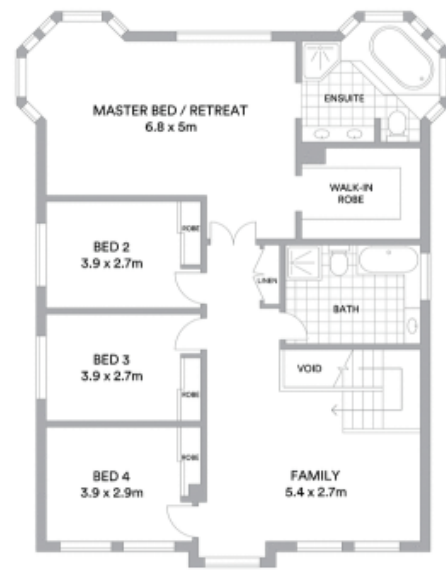 MASTER BED / RETREAT
6.8 x 5m
ENSUITE
WALK-IN
ROBE
BED 2
3.9 x 2.7m
ROBE
LINEN
BATH
BED 3
3.9 x 2.7m
ROBE
VOID
BED 4
3.9 x 2.9m
ROBE
FAMILY
5.4 x 2.7m